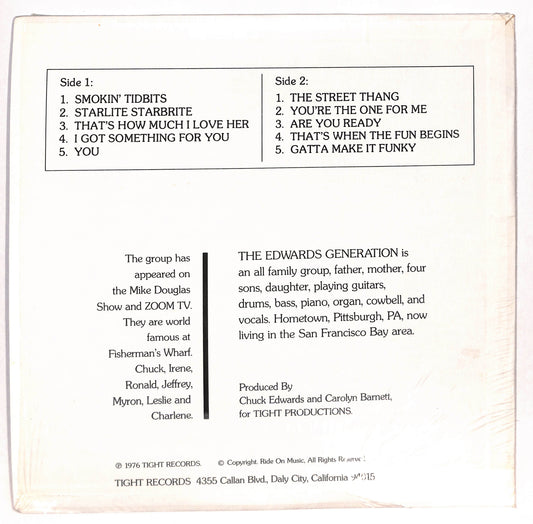 Side 1:
1. SMOKIN' TIDBITS
2. STARLITE STARBRITE
3. THAT'S HOW MUCH I LOVE HER
4. I GOT SOMETHING FOR YOU
5. YOU
Side 2:
1. THE STREET THANG
2. YOU'RE THE ONE FOR ME
3. ARE YOU READY
4. THAT'S WHEN THE FUN BEGINS
5. GATTA MAKE IT FUNKY
The group has
appeared on
the Mike Douglas
Show and ZOOM TV.
They are world
famous at
Fisherman's Wharf.
Chuck, Irene,
Ronald, Jeffrey,
Myron, Leslie and
Charlene.
THE EDWARDS GENERATION is
an all family group, father, mother, four
sons, daughter, playing guitars,
drums, bass, piano, organ, cowbell, and
vocals. Hometown, Pittsburgh, PA, now
living in the San Francisco Bay area.
Produced By
Chuck Edwards and Carolyn Barnett,
for TIGHT PRODUCTIONS.
℗ 1976 TIGHT RECORDS. © Copyright. Ride On Music, All Rights
TIGHT RECORDS 4355 Callan Blvd., Daly City, California